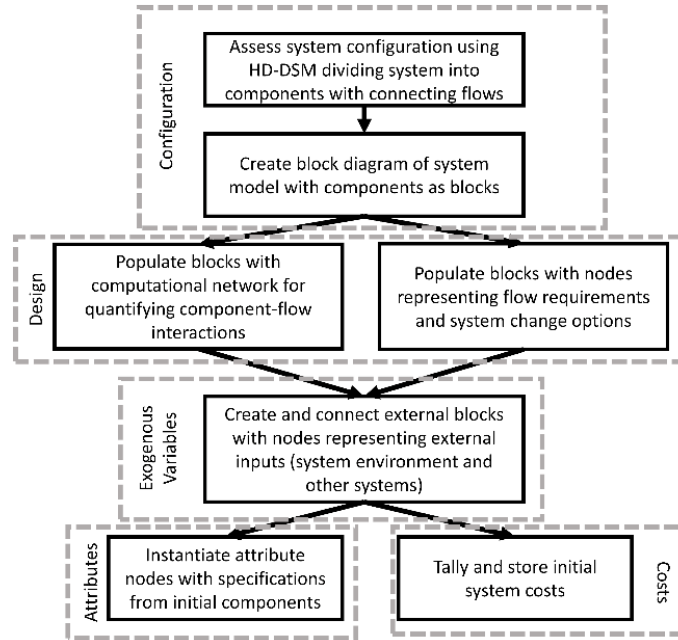 Configuration
Assess system configuration using
HD-DSM dividing system into
components with connecting flows
Create block diagram of system
model with components as blocks
Design
Populate blocks with
computational network for
quantifying component-flow
interactions
Populate blocks with nodes
representing flow requirements
and system change options
Exogenous
Variables
Create and connect external blocks
with nodes representing external
inputs (system environment and
other systems)
Attributes
Instantiate attribute
nodes with specifications
from initial components
Tally and store initial
system costs
Costs